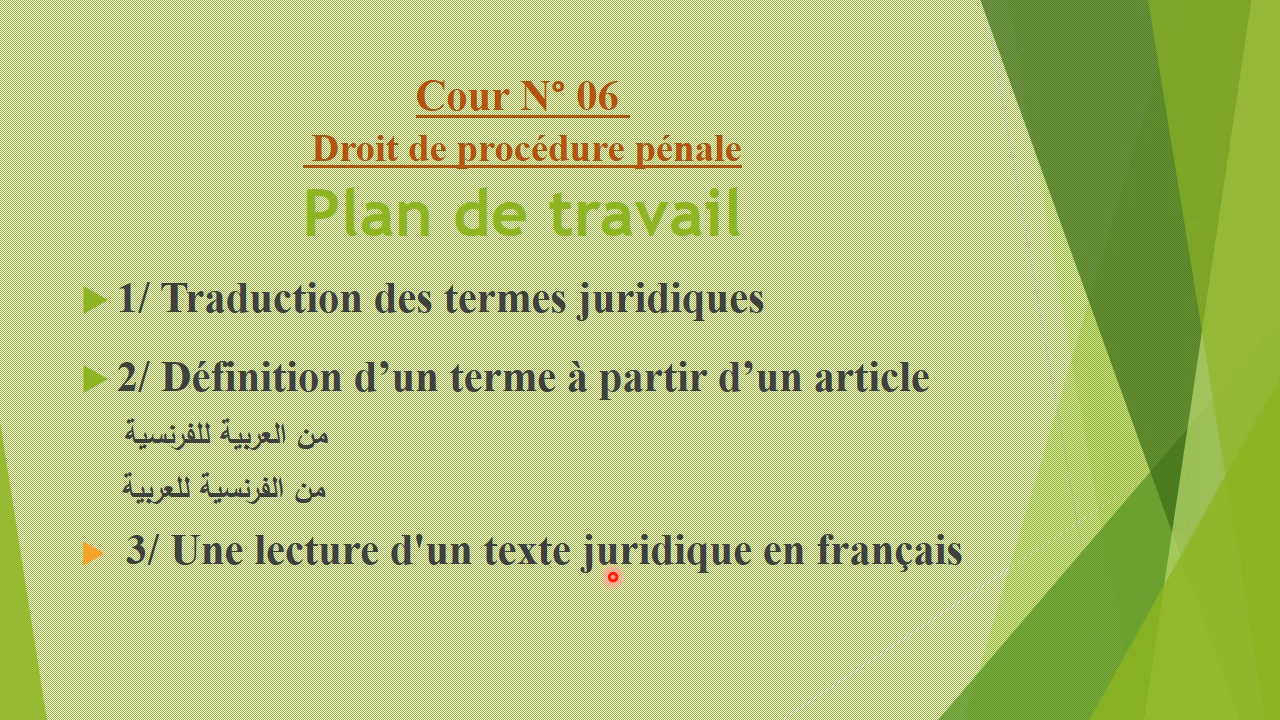 Cour N° 06
Droit de procédure pénale
Plan de travail
1/ Traduction des termes juridiques
2/ Définition d’un terme à partir d’un article
من العربية للفرنسية
من الفرنسية للعربية
3/ Une lecture d'un texte juridique en français